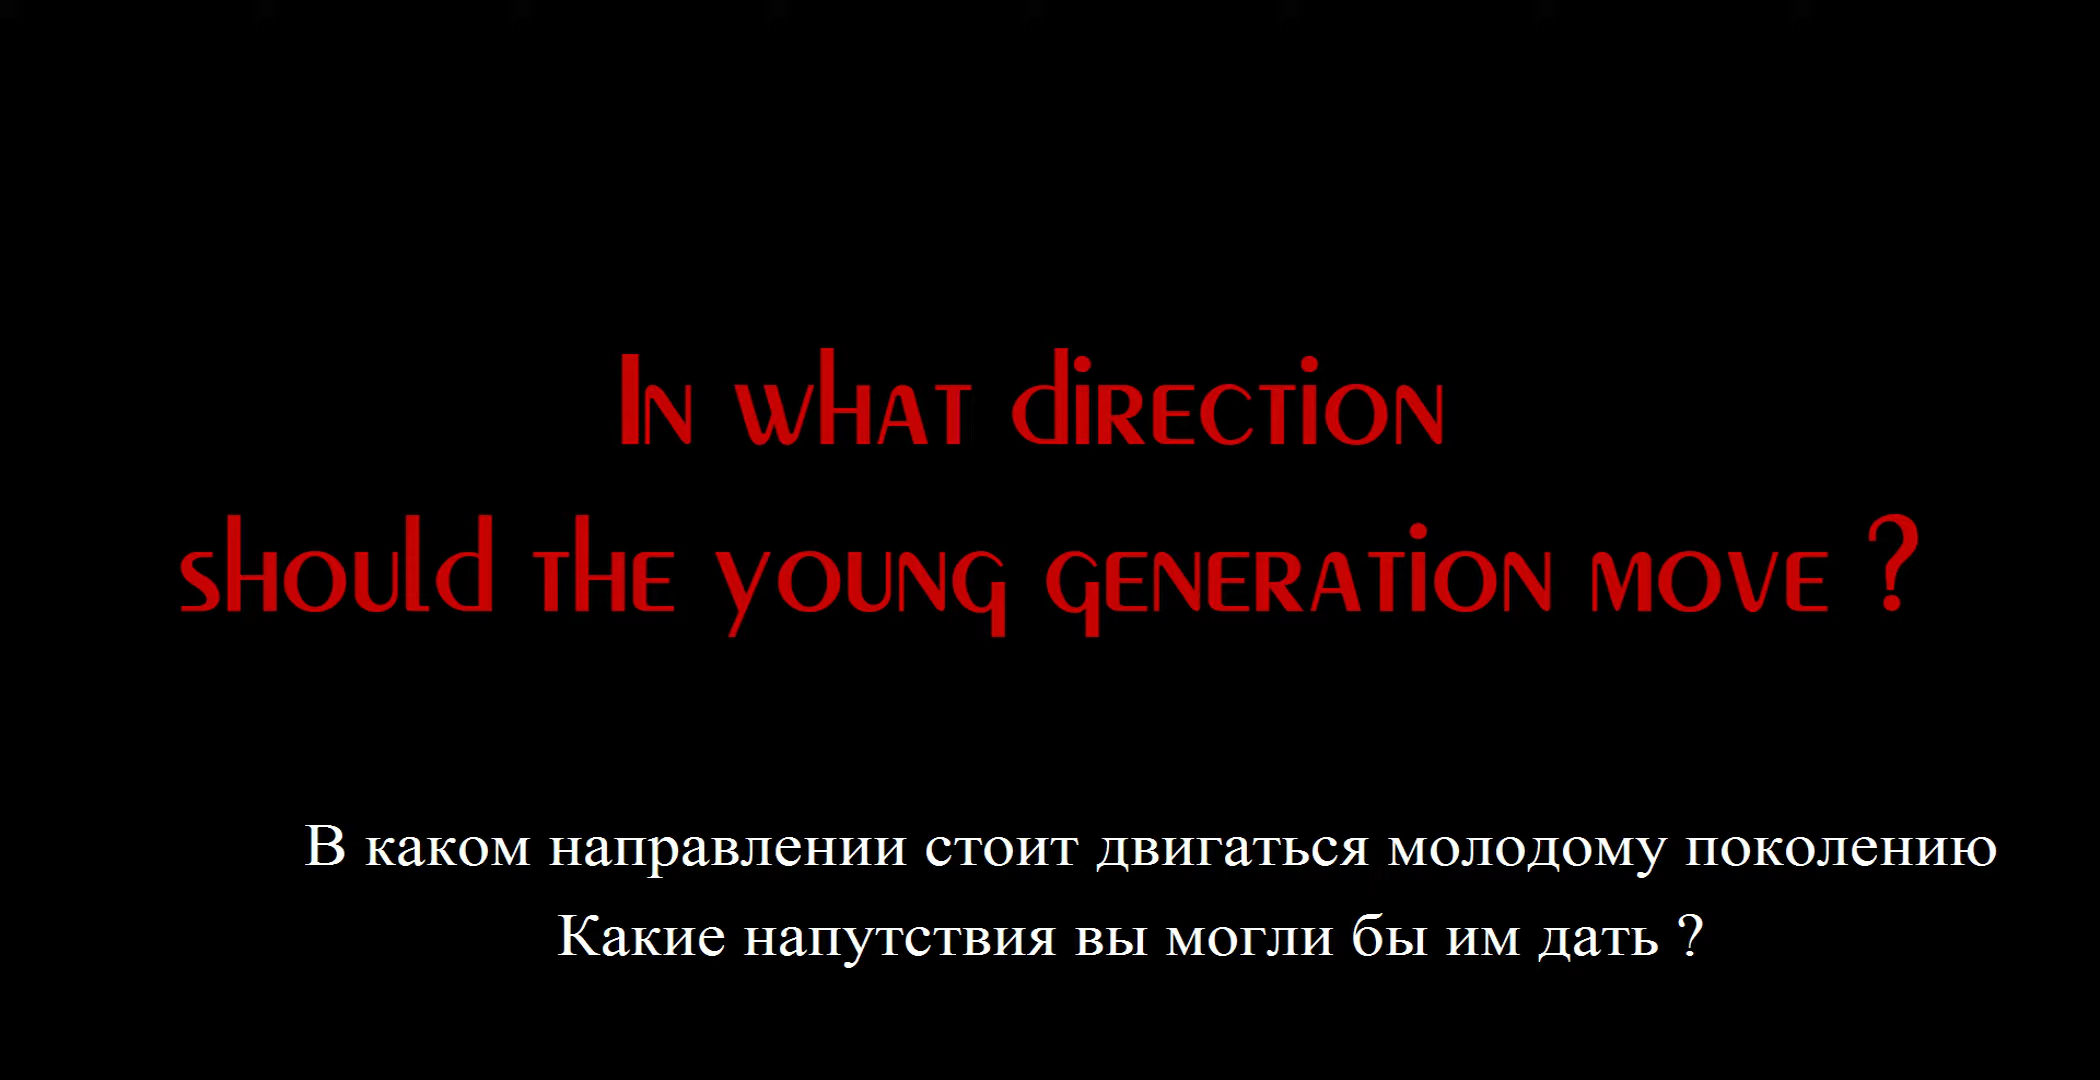 In what direction
should the young generation move ?
В каком направлении стоит двигаться молодому поколению
Какие напутствия вы могли бы им дать ?